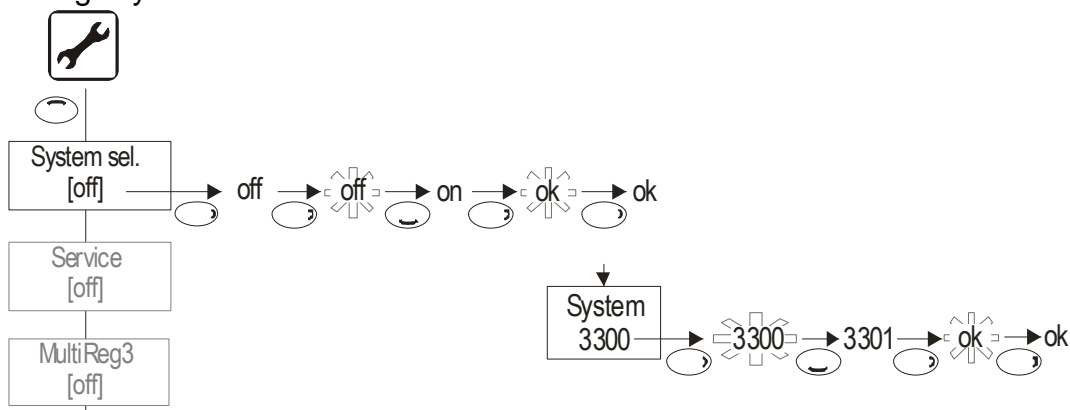 System sel.
[off]
off off on ok ok
Service
[off]
System
3300 3300 3301 ok ok
MultiReg3
[off]